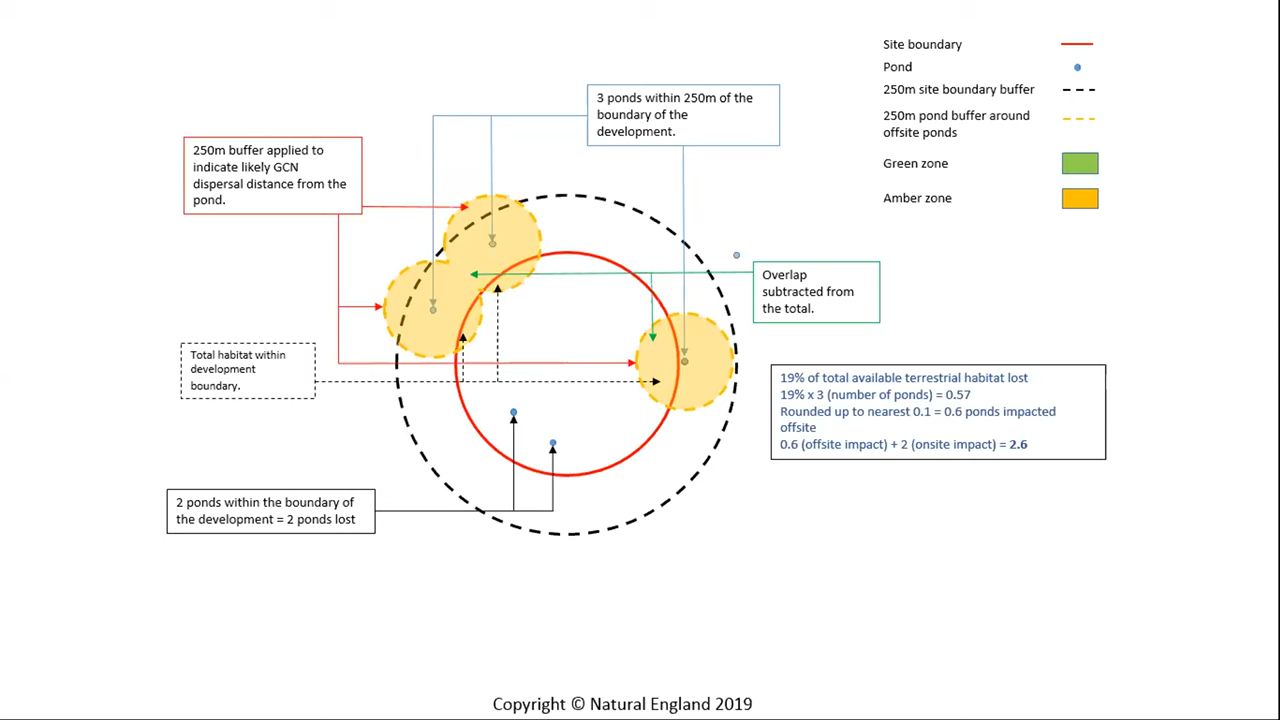 Site boundary
Pond
250m site boundary buffer
250m pond buffer around
offsite ponds
Green zone
Amber zone
3 ponds within 250m of the
boundary of the
development.
250m buffer applied to
indicate likely GCN
dispersal distance from the
pond.
Overlap
subtracted from
the total.
Total habitat within
development
boundary.
19% of total available terrestrial habitat lost
19% x 3 (number of ponds) = 0.57
Rounded up to nearest 0.1 = 0.6 ponds impacted
offsite
0.6 (offsite impact) + 2 (onsite impact) = 2.6
2 ponds within the boundary of
the development = 2 ponds lost
Copyright © Natural England 2019